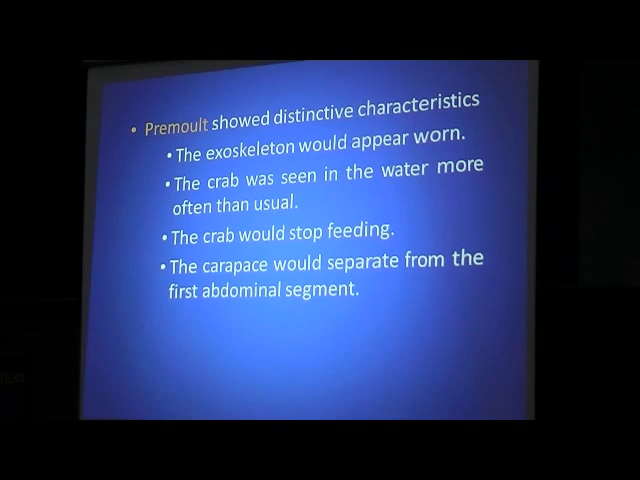 • Premoult showed distinctive characteristics
• The exoskeleton would appear worn.
• The crab was seen in the water more
often than usual.
• The crab would stop feeding.
• The carapace would separate from the
first abdominal segment.